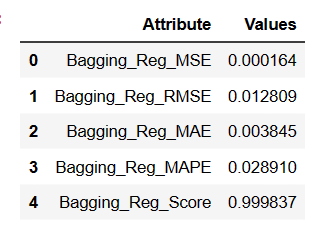 Attribute Values
0 Bagging_Reg_MSE 0.000164
1 Bagging_Reg_RMSE 0.012809
2 Bagging_Reg_MAE 0.003845
3 Bagging_Reg_MAPE 0.028910
4 Bagging_Reg_Score 0.999837